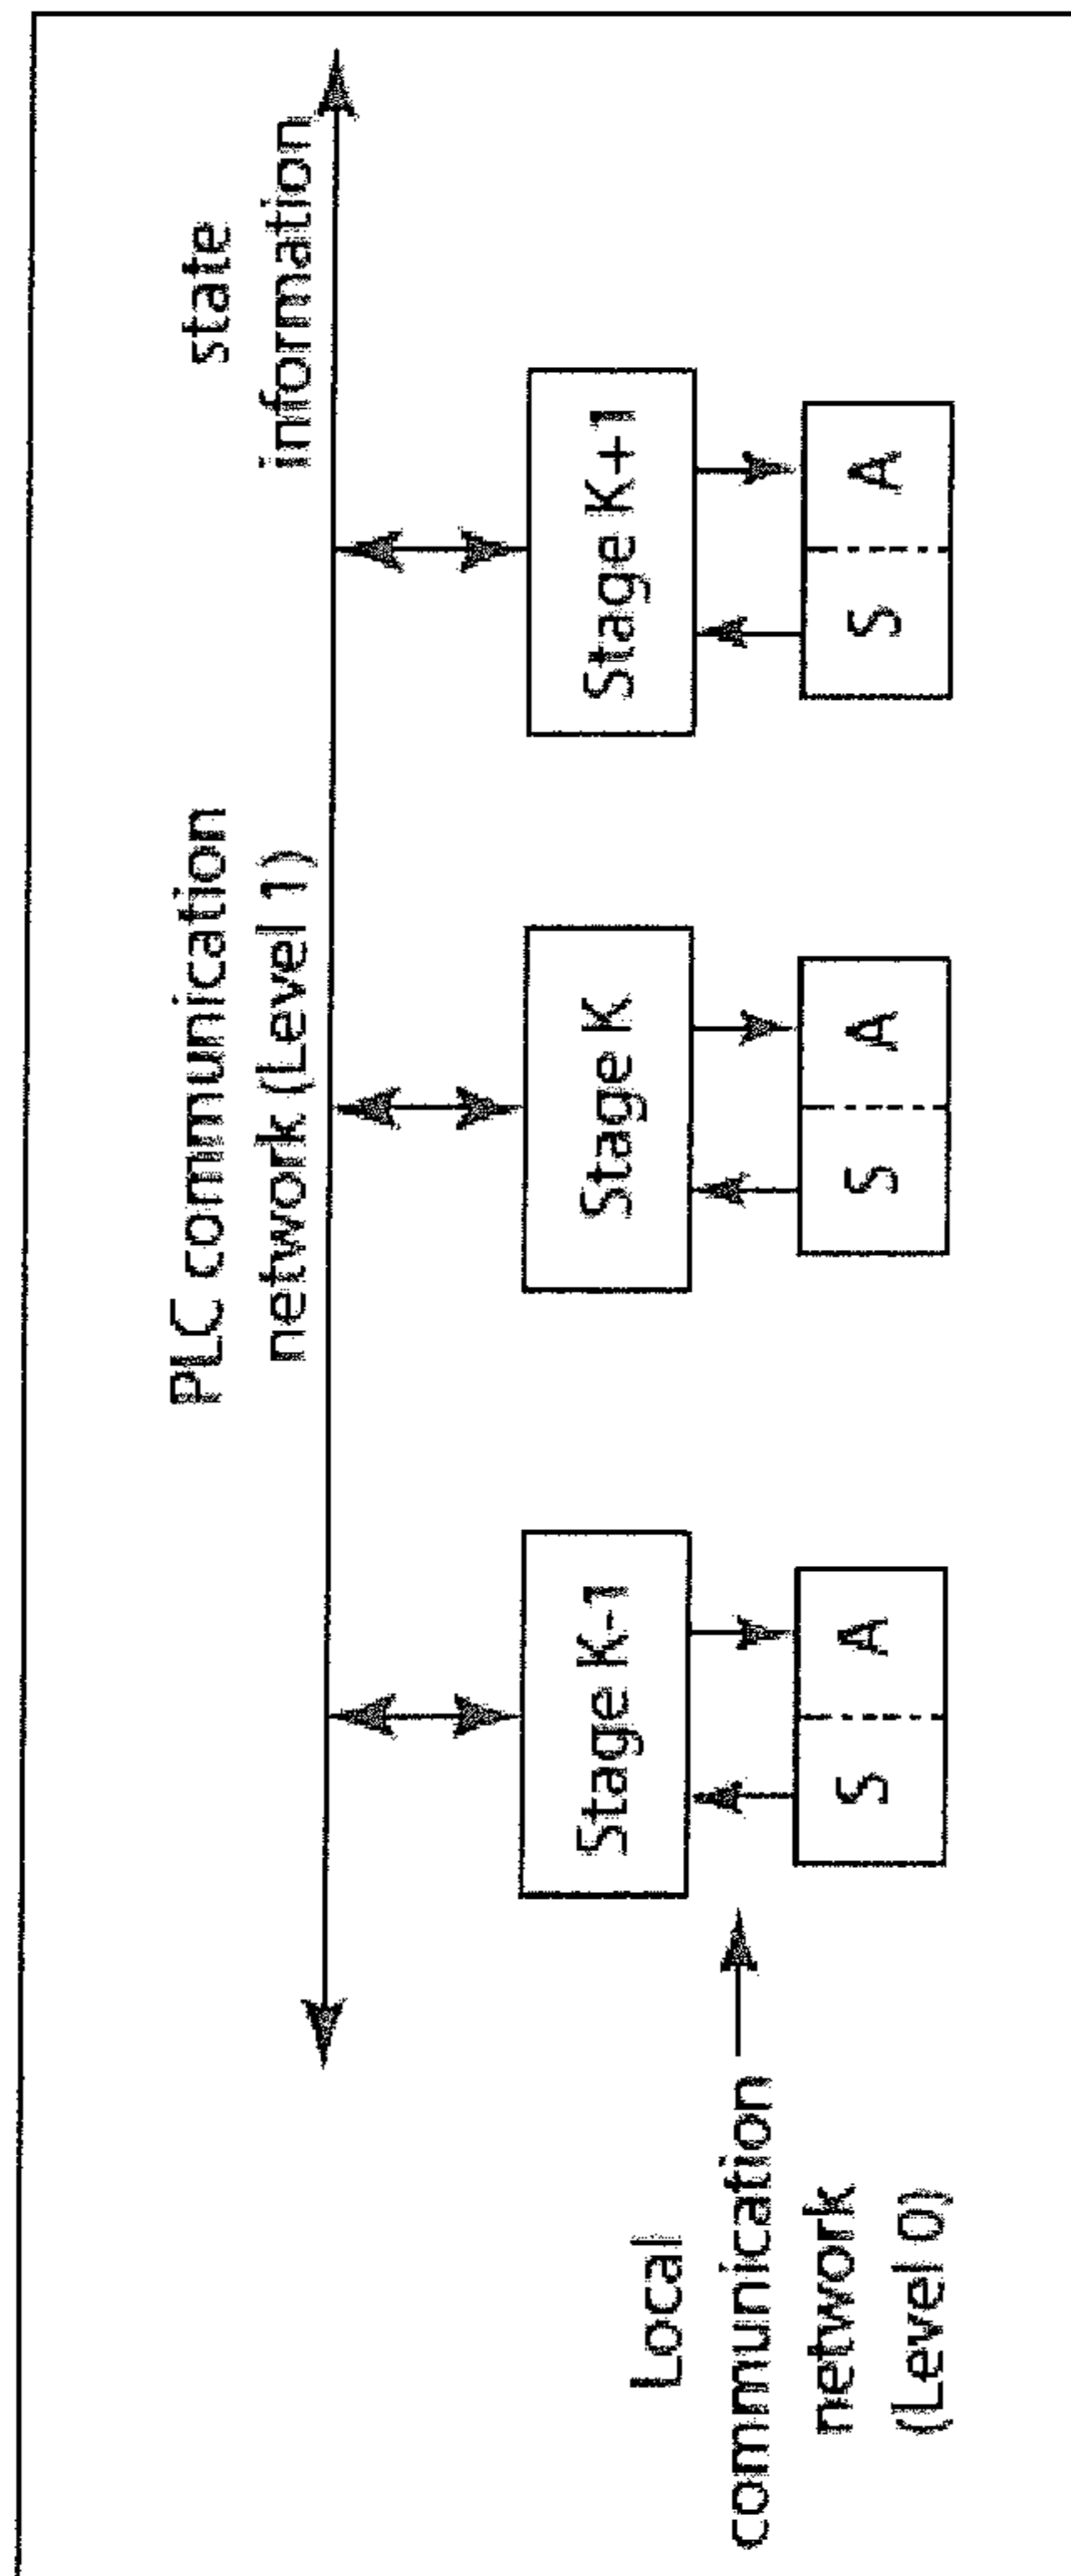 PLC communication
network (Level 1)
state
information
Stage K-1
Stage K
Stage K+1
S A
S A
S A
Local
communication
network
(Level 0)